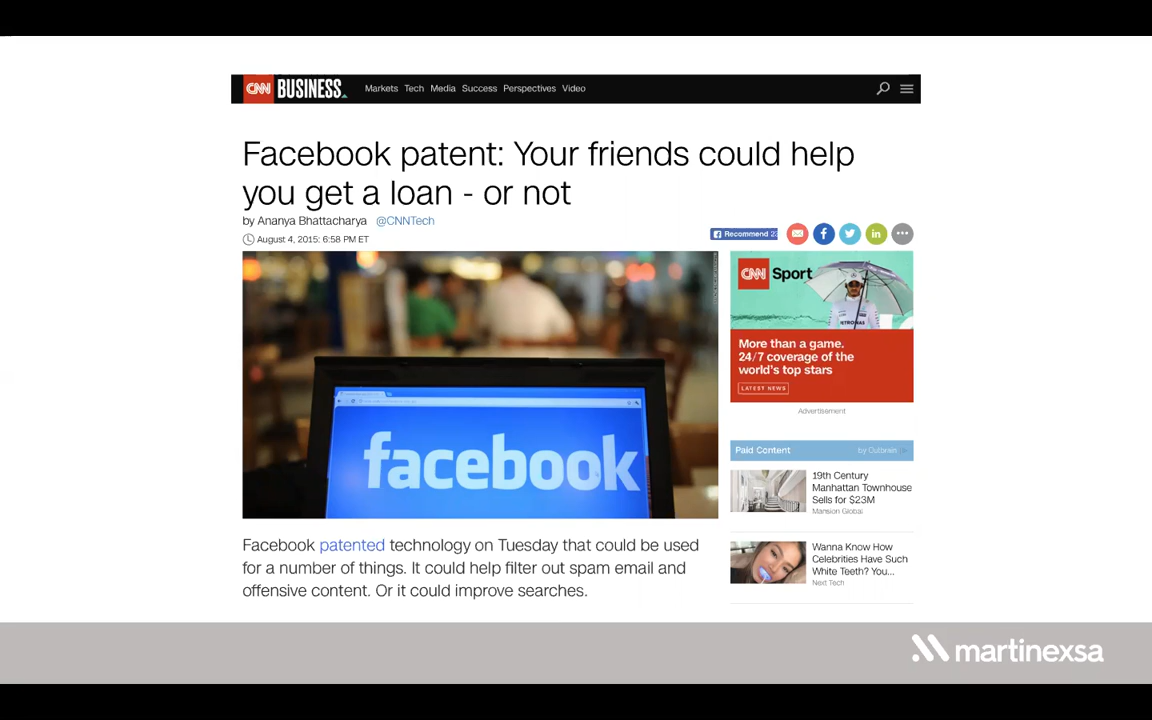 CNN BUSINESS
Markets Tech Media Success Perspectives Video
Facebook patent: Your friends could help
you get a loan - or not
by Ananya Bhattacharya @CNNTech
August 4, 2015: 6:58 PM ET
Recommend
CNN Sport
PETRONAS
More than a game.
24/7 coverage of the
world's top stars
LATEST NEWS
Advertisement
facebook
Paid Content by Outbrain
19th Century
Manhattan Townhouse
Sells for $23M
Mansion Global
Wanna Know How
Celebrities Have Such
White Teeth? You...
Next Tech
Facebook patented technology on Tuesday that could be used
for a number of things. It could help filter out spam email and
offensive content. Or it could improve searches.
martinexsa